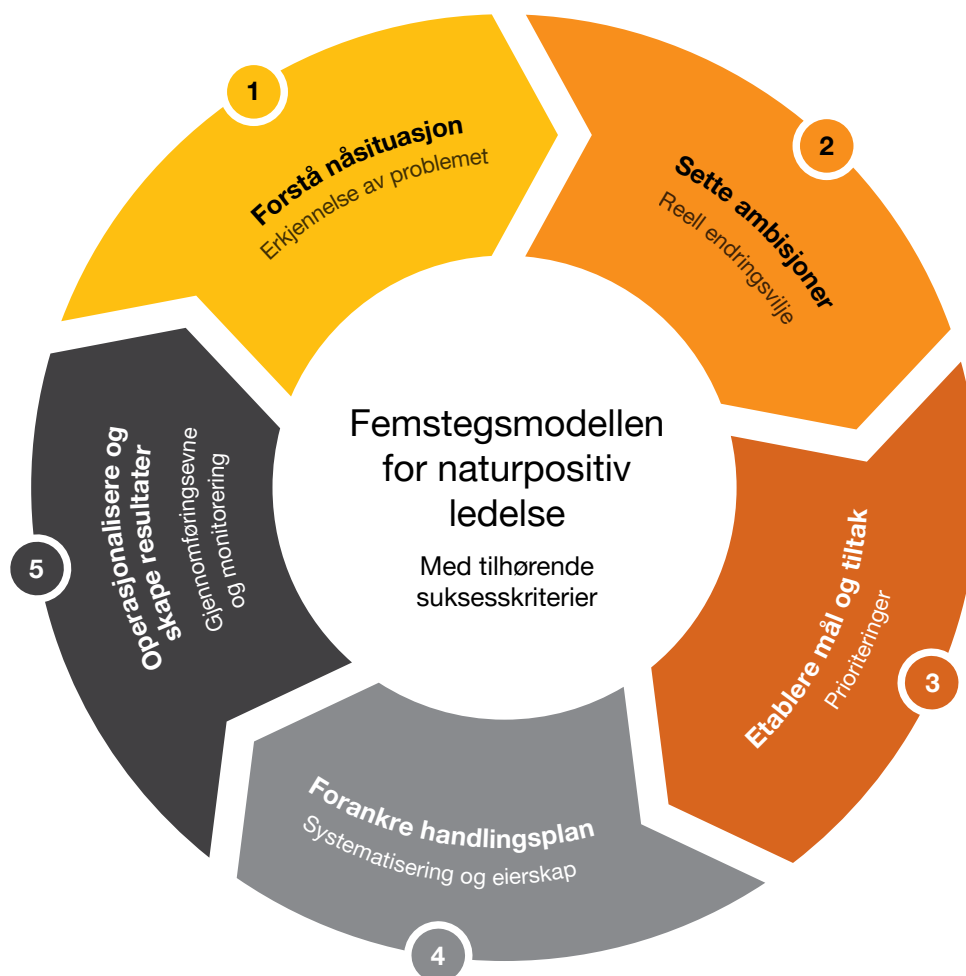 Femstegsmodellen
for naturpositiv
ledelse
Med tilhørende
suksesskriterier
1
Forstå nåsituasjon
Erkjennelse av problemet
2
Sette ambisjoner
Reell endringsvilje
3
Etablere mål og tiltak
Prioriteringer
4
Forankre handlingsplan
Systematisering og eierskap
5
Operasjonalisere og
skape resultater
Gjennomføringsevne
og monitorering